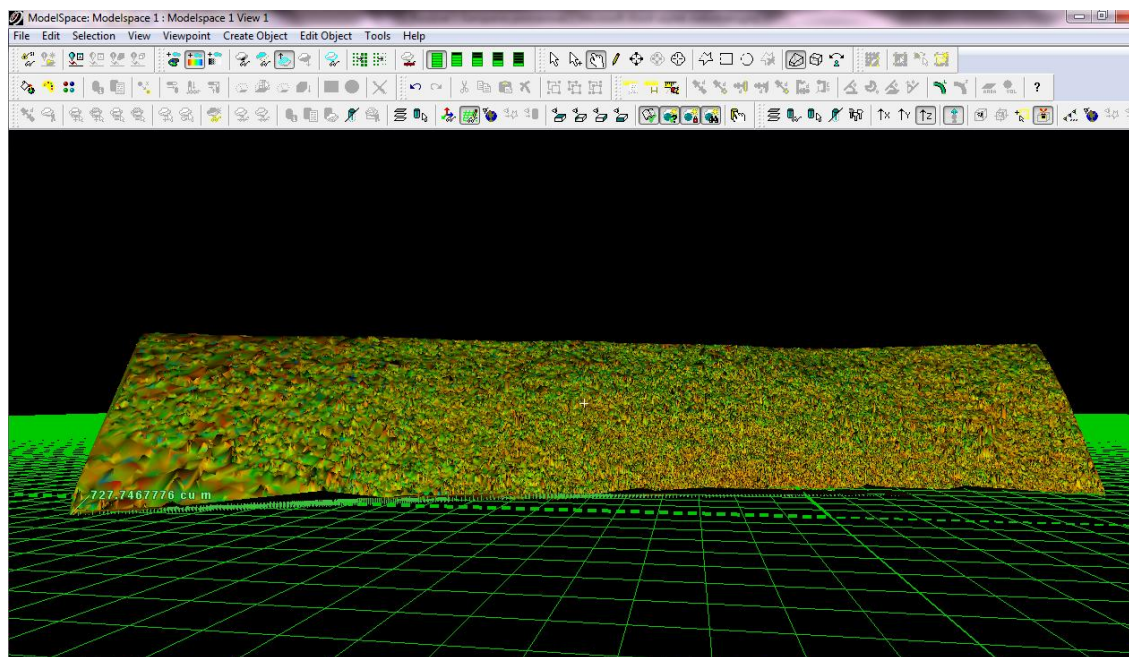 ModelSpace: Modelspace 1 : Modelspace 1 View 1
File Edit Selection View Viewpoint Create Object Edit Object Tools Help
727.7467776 cu m